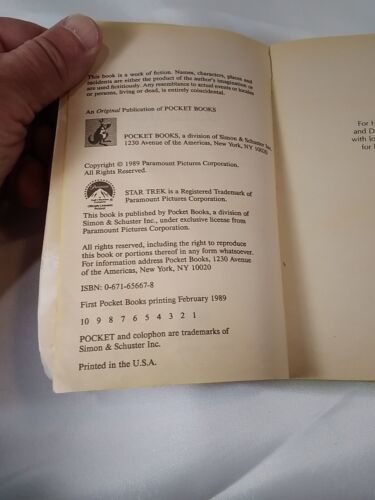 This book is a work of fiction. Names, characters, places and
incidents are either the product of the author's imagination or
are used fictitiously. Any resemblance to actual events or locales
or persons, living or dead, is entirely coincidental.
An Original Publication of POCKET BOOKS
POCKET BOOKS, a division of Simon & Schuster Inc.
1230 Avenue of the Americas, New York, NY 10020
Copyright © 1989 Paramount Pictures Corporation.
All Rights Reserved.
STAR TREK is a Registered Trademark of
Paramount Pictures Corporation.
This book is published by Pocket Books, a division of
Simon & Schuster Inc., under exclusive license from
Paramount Pictures Corporation.
All rights reserved, including the right to reproduce
this book or portions thereof in any form whatsoever.
For information address Pocket Books, 1230 Avenue
of the Americas, New York, NY 10020
ISBN: 0-671-65667-8
First Pocket Books printing February 1989
10 9 8 7 6 5 4 3 2 1
POCKET and colophon are trademarks of
Simon & Schuster Inc.
Printed in the U.S.A.
For
and D
with
for